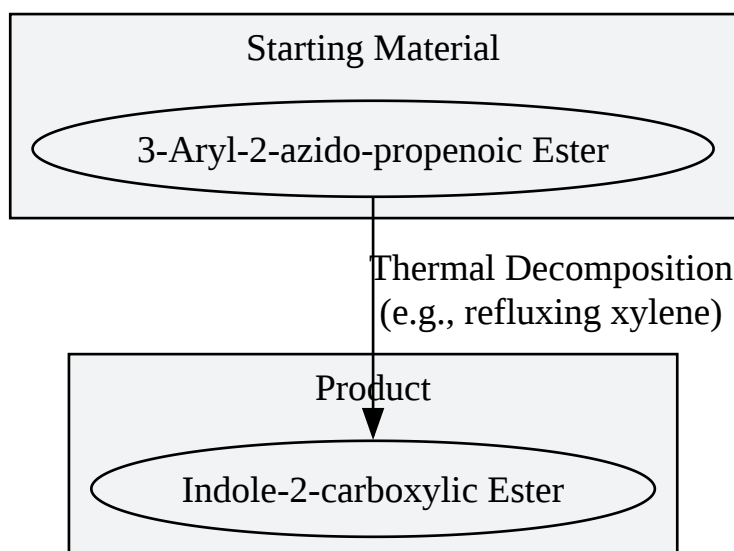 Starting Material
3-Aryl-2-azido-propenoic Ester
Thermal Decomposition
(e.g., refluxing xylene)
Product
Indole-2-carboxylic Ester